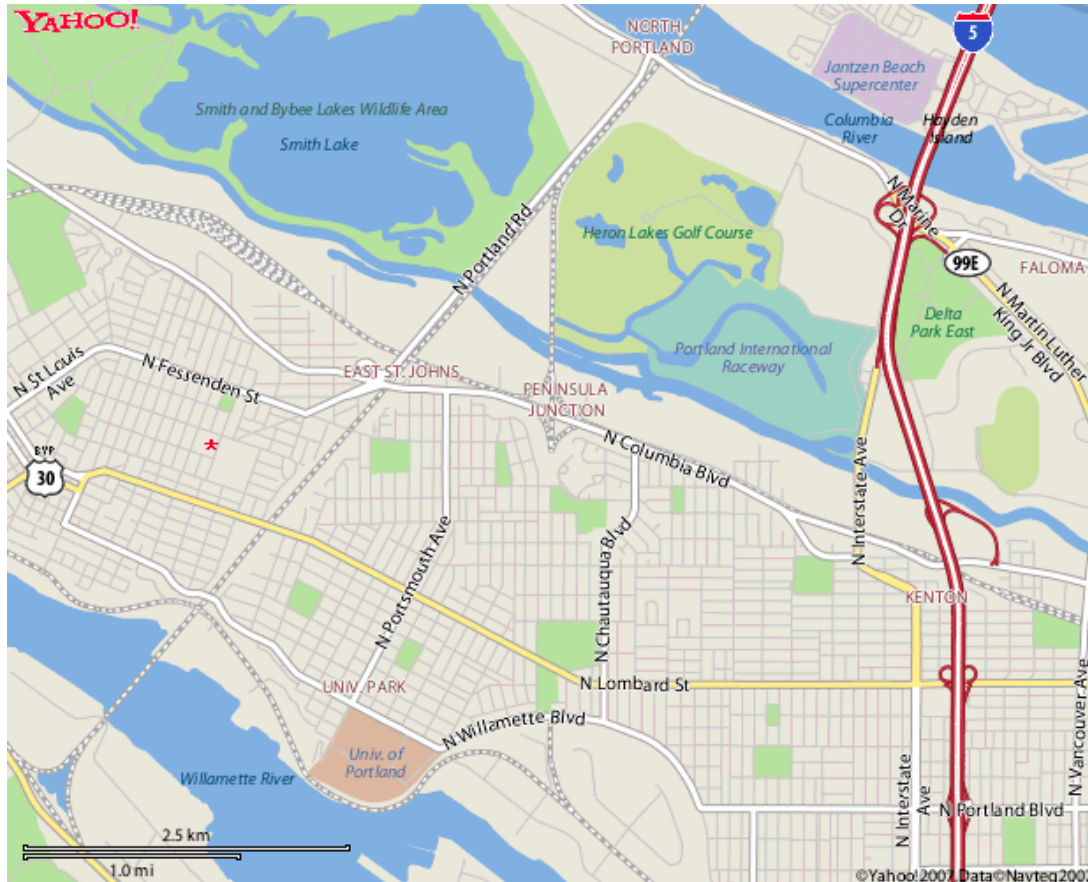 YAHOO!
NORTH
PORTLAND
5
Jantzen Beach
Supercenter
Smith and Bybee Lakes Wildlife Area
Smith Lake
Columbia
River
Hayden
Island
N Marine
Dr
N Portland Rd
Heron Lakes Golf Course
99E
FALOMA
N Martin Luther
King Jr Blvd
Delta
Park East
Portland International
Raceway
N St Louis
Ave
N Fessenden St
EAST ST. JOHNS
PENINSULA
JUNCTION
*
BYP
30
N Columbia Blvd
N Interstate Ave
N Portsmouth Ave
N Chautauqua Blvd
KENTON
UNIV. PARK
N Lombard St
N Willamette Blvd
N Vancouver Ave
Univ. of
Portland
Willamette River
N Interstate
Ave
N Portland Blvd
2.5 km
1.0 mi
©Yahoo! 2007, Data©Navteq200